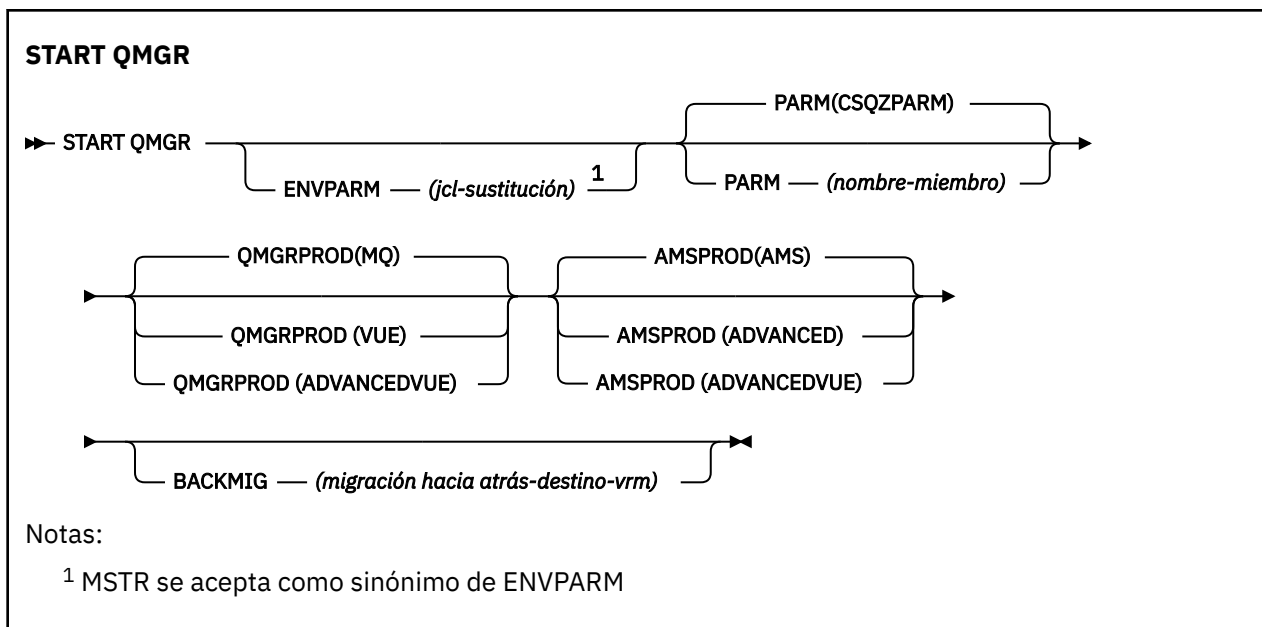 START QMGR
PARM(CSQZPARM)
START QMGR
ENVPARM (jcl-sustitución) 1
PARM (nombre-miembro)
QMGRPROD(MQ)
AMSPROD(AMS)
QMGRPROD (VUE)
AMSPROD (ADVANCED)
QMGRPROD (ADVANCEDVUE)
AMSPROD (ADVANCEDVUE)
BACKMIG (migración hacia atrás-destino-vrm)
Notas:
1 MSTR se acepta como sinónimo de ENVPARM